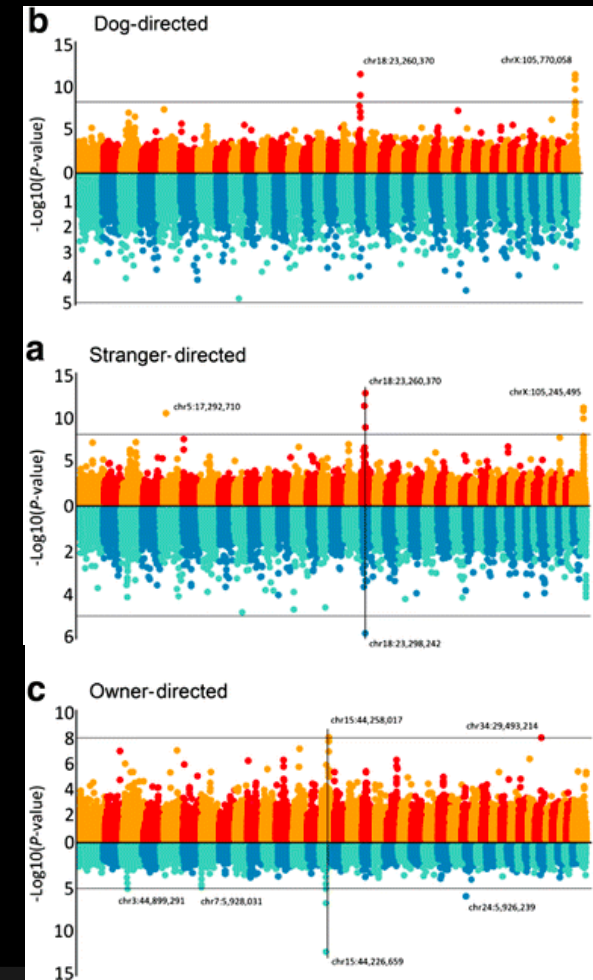 b Dog-directed
15
chr18:23,260,370 chrX:105,770,058
10
5
0
-Log10(P-value)
1
2
3
4
5
a Stranger-directed
15
chr18:23,260,370
chrX:105,245,495
chr5:17,292,710
10
5
0
-Log10(P-value)
2
4
6
chr18:23,298,242
c Owner-directed
10
chr15:44,258,017 chr34:29,493,214
8
6
4
2
0
-Log10(P-value)
5
chr3:44,899,291 chr7:5,928,031 chr24:5,926,239
10
chr15:44,226,659
15